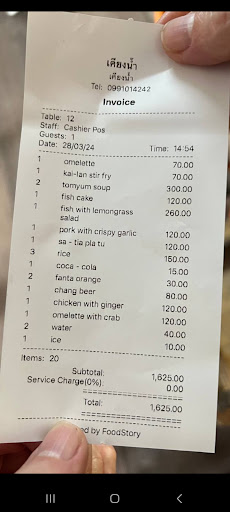 เคียงน้ำ
เคียงน้ำ
Tel: 0991014242
Invoice
Table: 12
Staff: Cashier Pos
Guests: 1
Date: 28/03/24 Time: 14:54
1 omelette 70.00
1 kai-lan stir fry 70.00
2 tomyum soup 300.00
1 fish cake 120.00
1 fish with lemongrass salad 260.00
1 pork with crispy garlic 120.00
1 sa - tia pla tu 120.00
3 rice 150.00
1 coca - cola 15.00
2 fanta orange 30.00
1 chang beer 80.00
1 chicken with ginger 120.00
1 omelette with crab 120.00
2 water 40.00
1 ice 10.00
Items: 20
Subtotal: 1,625.00
Service Charge(0%): 0.00
Total: 1,625.00
by FoodStory